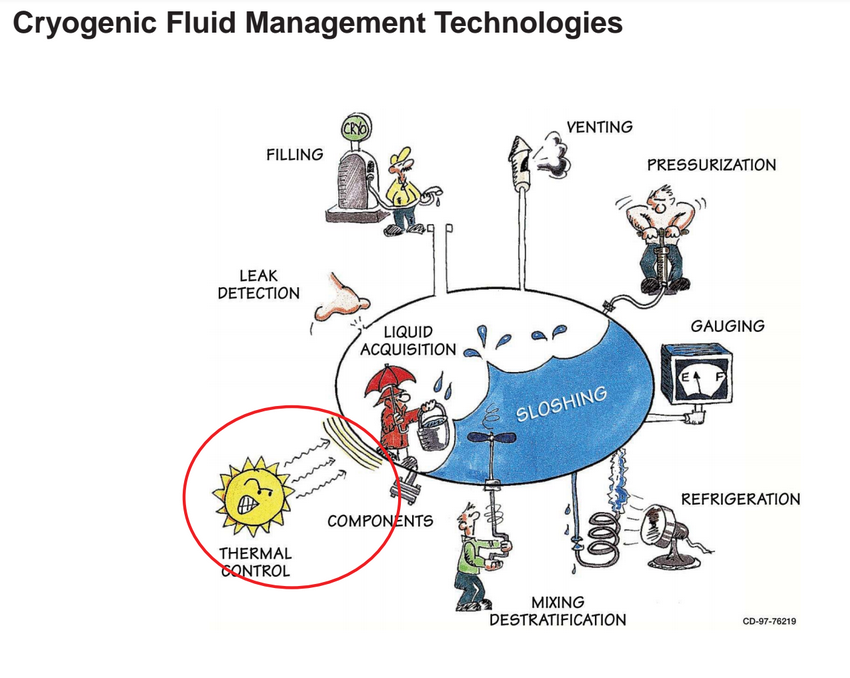 Cryogenic Fluid Management Technologies
CRYO
VENTING
FILLING
PRESSURIZATION
LEAK
DETECTION
LIQUID
ACQUISITION
GAUGING
E F
SLOSHING
THERMAL
CONTROL
COMPONENTS
REFRIGERATION
MIXING
DESTRATIFICATION
CD-97-76219